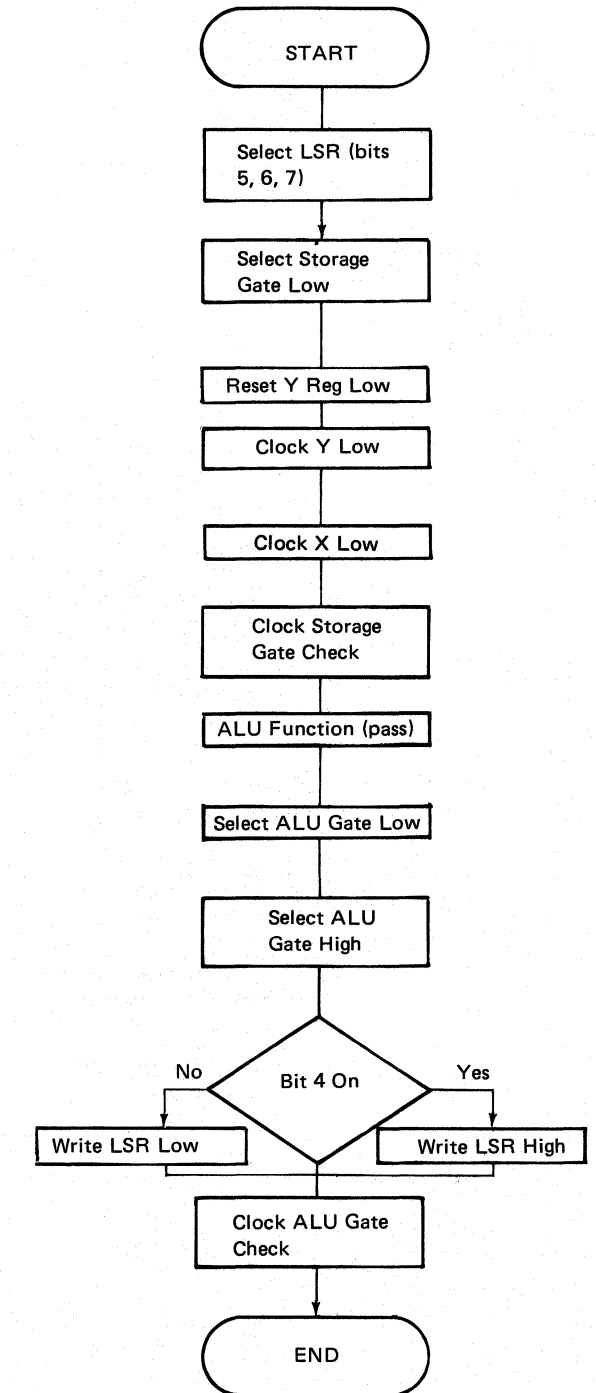 START
Select LSR (bits
5, 6, 7)
Select Storage
Gate Low
Reset Y Reg Low
Clock Y Low
Clock X Low
Clock Storage
Gate Check
ALU Function (pass)
Select ALU Gate Low
Select ALU
Gate High
Bit 4 On
No
Yes
Write LSR Low
Write LSR High
Clock ALU Gate
Check
END